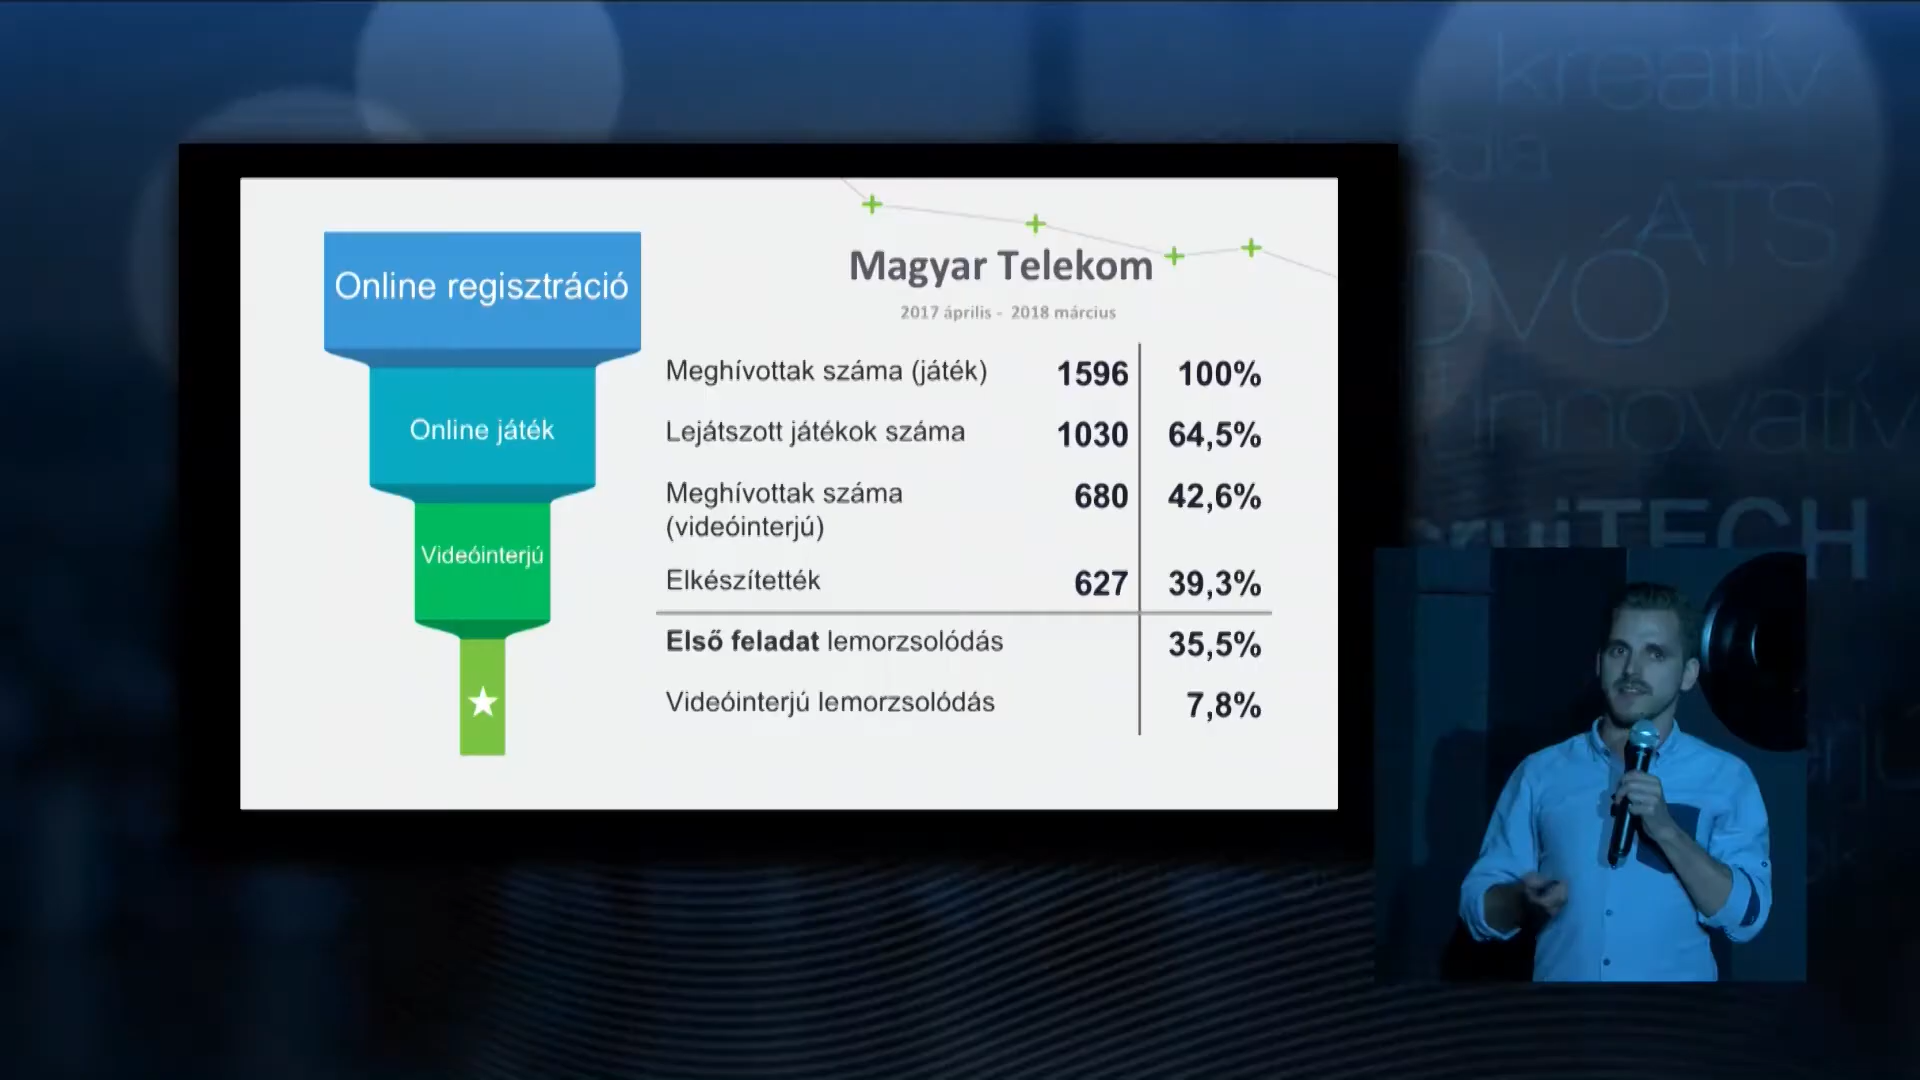 kreatív
ATS
innovatív
Online regisztráció
Online játék
Videóinterjú
Magyar Telekom
2017 április - 2018 március
Meghívottak száma (játék) 1596 100%
Lejátszott játékok száma 1030 64,5%
Meghívottak száma
(videóinterjú) 680 42,6%
Elkészítették 627 39,3%
Első feladat lemorzsolódás 35,5%
Videóinterjú lemorzsolódás 7,8%